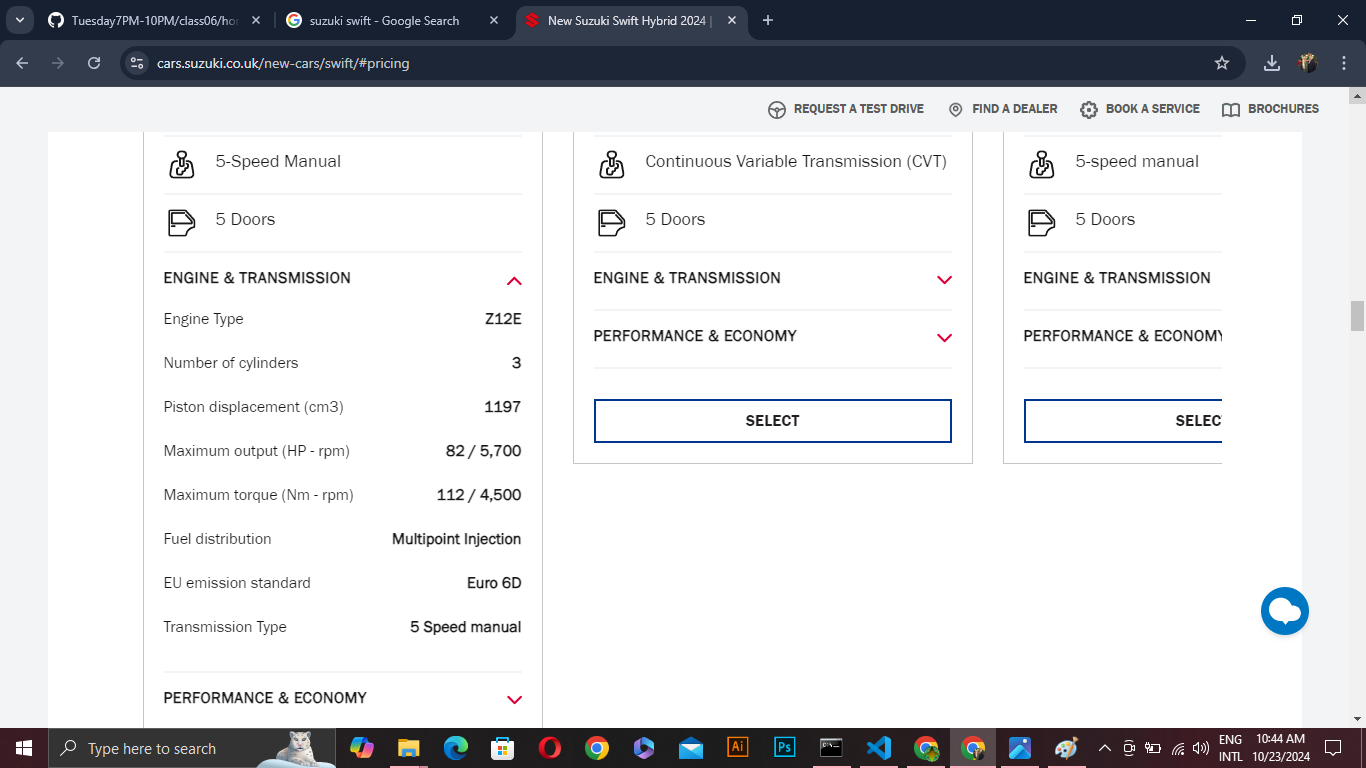 Tuesday7PM-10PM/class06/ho
suzuki swift - Google Search
New Suzuki Swift Hybrid 2024 |
cars.suzuki.co.uk/new-cars/swift/#pricing
REQUEST A TEST DRIVE
FIND A DEALER
BOOK A SERVICE
BROCHURES
5-Speed Manual
5 Doors
ENGINE & TRANSMISSION
Engine Type Z12E
Number of cylinders 3
Piston displacement (cm3) 1197
Maximum output (HP - rpm) 82 / 5,700
Maximum torque (Nm - rpm) 112 / 4,500
Fuel distribution Multipoint Injection
EU emission standard Euro 6D
Transmission Type 5 Speed manual
PERFORMANCE & ECONOMY
Continuous Variable Transmission (CVT)
5 Doors
ENGINE & TRANSMISSION
PERFORMANCE & ECONOMY
SELECT
5-speed manual
5 Doors
ENGINE & TRANSMISSION
PERFORMANCE & ECONOMY
SELEC
Type here to search
Ai
Ps
ENG
INTL
10:44 AM
10/23/2024